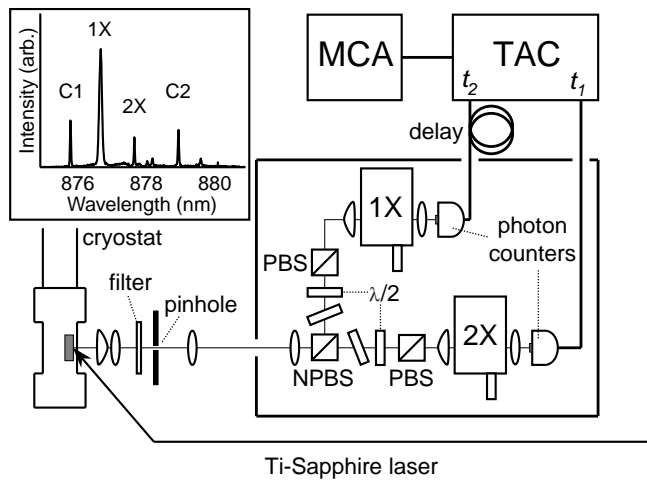 Intensity (arb.)
1X
C1
2X
C2
876
878
880
Wavelength (nm)
MCA
TAC
t2
t1
delay
cryostat
filter
pinhole
PBS
1X
λ/2
photon
counters
NPBS
PBS
2X
Ti-Sapphire laser